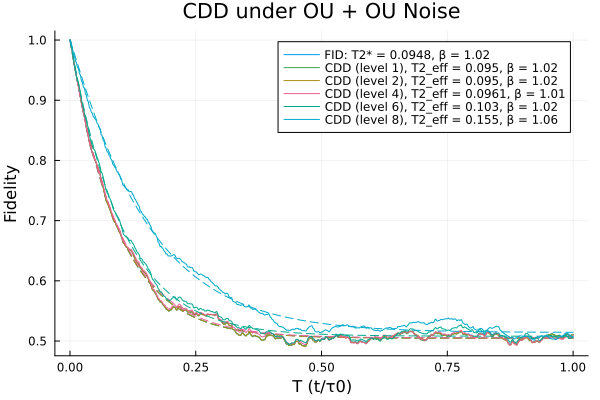 CDD under OU + OU Noise
FID: T2* = 0.0948, β = 1.02
CDD (level 1), T2_eff = 0.095, β = 1.02
CDD (level 2), T2_eff = 0.095, β = 1.02
CDD (level 4), T2_eff = 0.0961, β = 1.01
CDD (level 6), T2_eff = 0.103, β = 1.02
CDD (level 8), T2_eff = 0.155, β = 1.06
Fidelity
1.0
0.9
0.8
0.7
0.6
0.5
0.00 0.25 0.50 0.75 1.00
T (t/τ0)